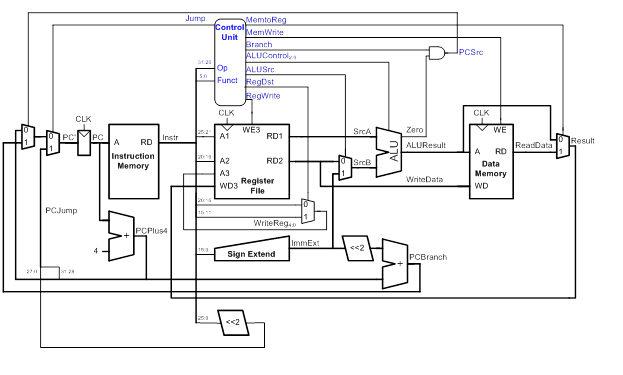 Jump
Control
Unit
MemtoReg
MemWrite
Branch
ALUControl2:0
ALUSrc
RegDst
RegWrite
Op
Funct
31:26
5:0
PCSrc
CLK
CLK
CLK
0
1
0
1
PC'
PC
A
RD
Instruction
Memory
Instr
25:21
20:16
20:16
15:11
15:0
25:0
A1
A2
A3
WD3
WE3
RD1
RD2
Register
File
SrcA
SrcB
0
1
ALU
Zero
ALUResult
WriteData
WE
A
RD
Data
Memory
WD
ReadData
0
1
Result
0
1
WriteReg4:0
PCJump
PCPlus4
4
+
ImmExt
Sign Extend
<<2
+
PCBranch
27:0
31:28
<<2